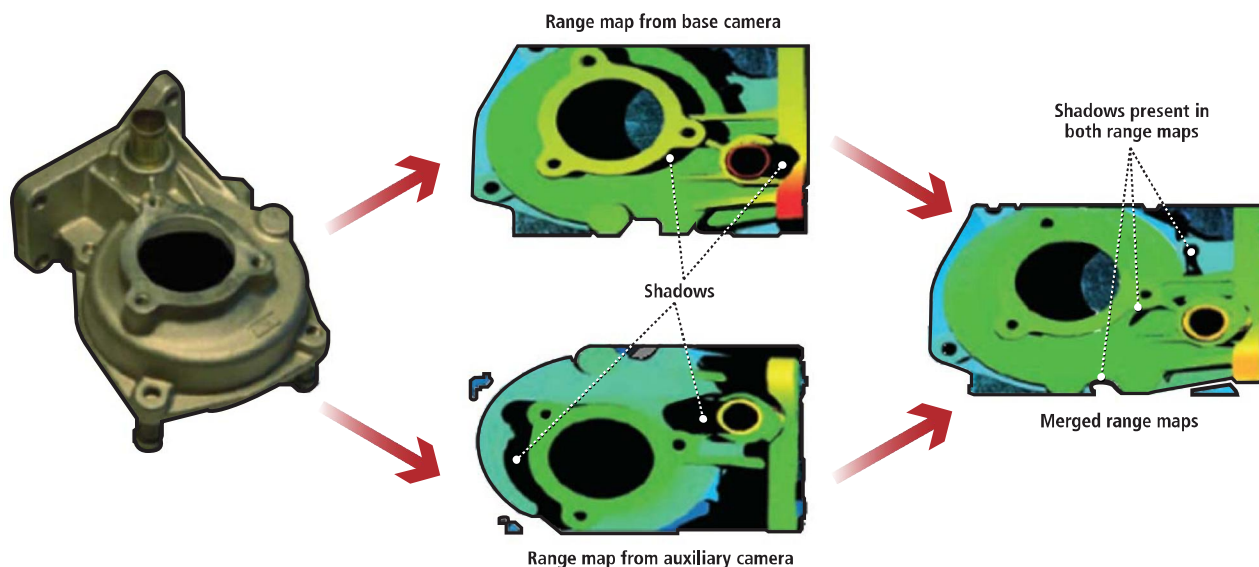 Range map from base camera
Shadows present in
both range maps
Shadows
Merged range maps
Range map from auxiliary camera